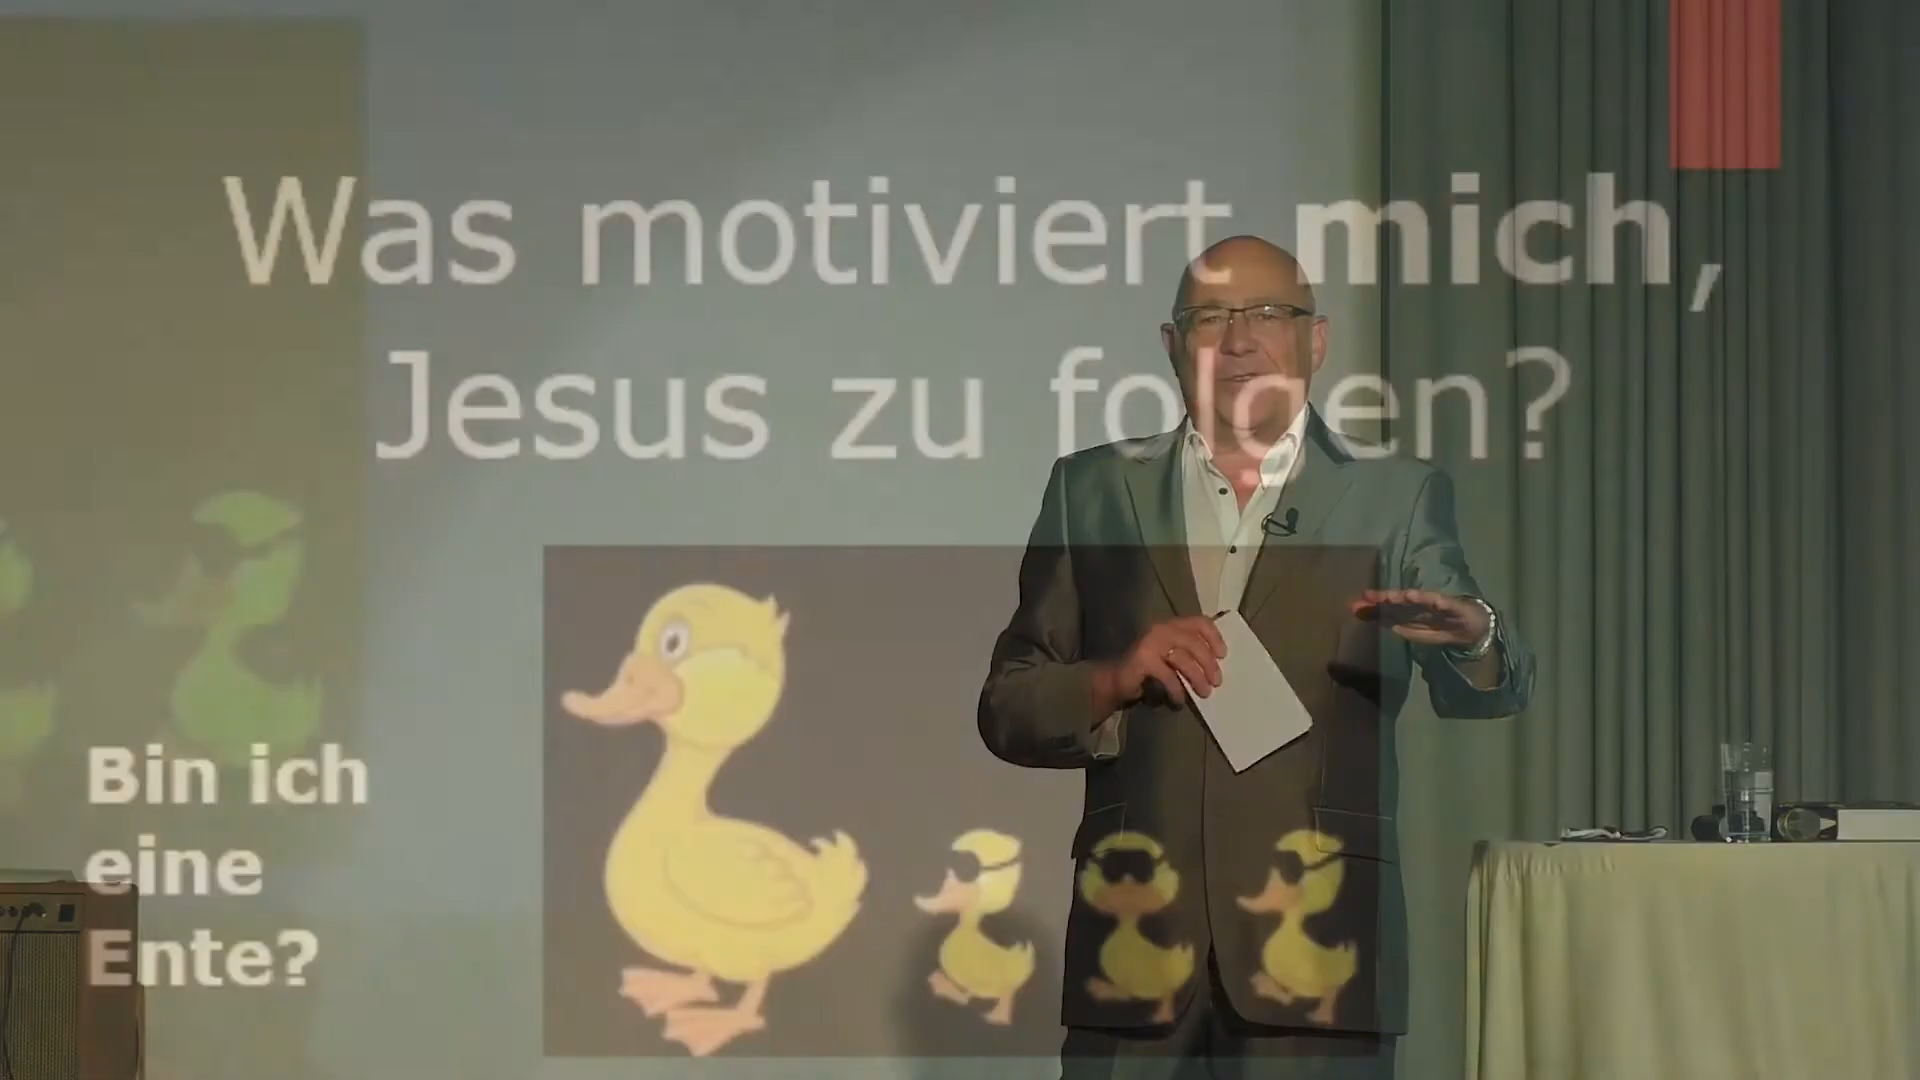 Was motiviert mich,
Jesus zu folgen?
Bin ich
eine
Ente?